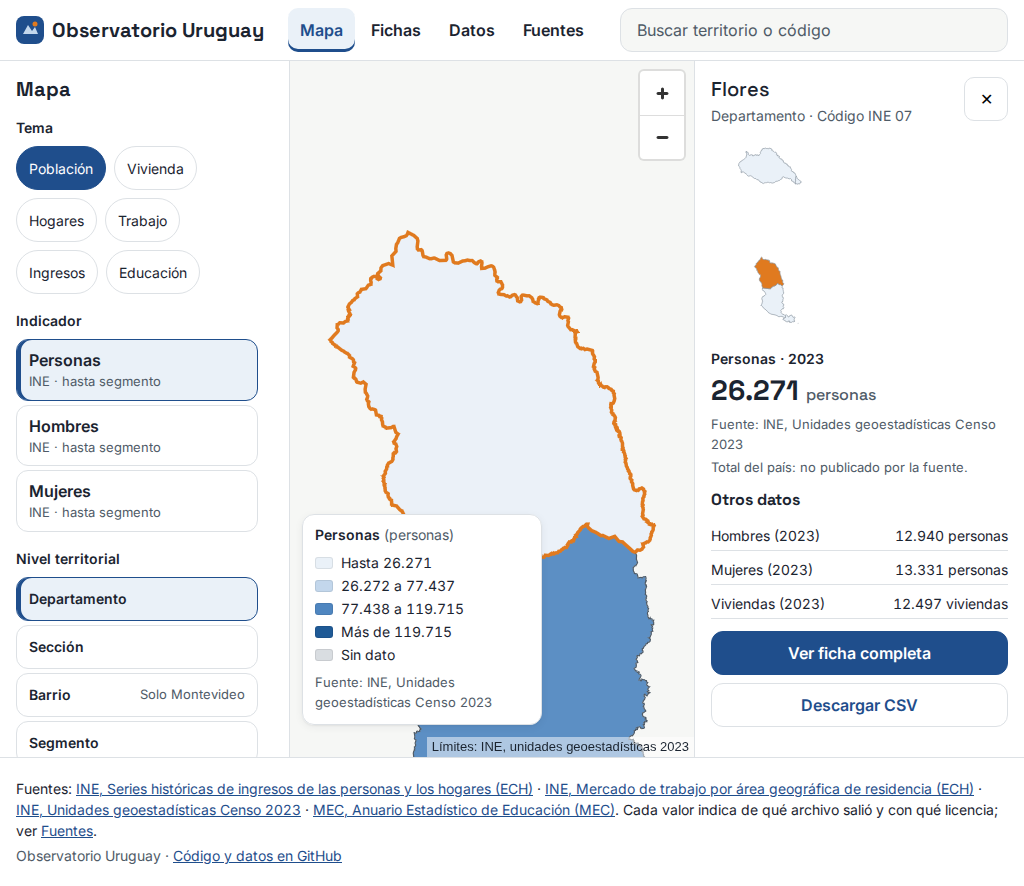 Observatorio Uruguay
Mapa
Fichas
Datos
Fuentes
Buscar territorio o código
Mapa
Tema
Población
Vivienda
Hogares
Trabajo
Ingresos
Educación
Indicador
Personas
INE · hasta segmento
Hombres
INE · hasta segmento
Mujeres
INE · hasta segmento
Nivel territorial
Departamento
Sección
Barrio Solo Montevideo
Segmento
+
−
Personas (personas)
Hasta 26.271
26.272 a 77.437
77.438 a 119.715
Más de 119.715
Sin dato
Fuente: INE, Unidades
geoestadísticas Censo 2023
Límites: INE, unidades geoestadísticas 2023
Flores
Departamento · Código INE 07
✕
Personas · 2023
26.271 personas
Fuente: INE, Unidades geoestadísticas Censo
2023
Total del país: no publicado por la fuente.
Otros datos
Hombres (2023) 12.940 personas
Mujeres (2023) 13.331 personas
Viviendas (2023) 12.497 viviendas
Ver ficha completa
Descargar CSV
Fuentes: INE, Series históricas de ingresos de las personas y los hogares (ECH) · INE, Mercado de trabajo por área geográfica de residencia (ECH) ·
INE, Unidades geoestadísticas Censo 2023 · MEC, Anuario Estadístico de Educación (MEC). Cada valor indica de qué archivo salió y con qué licencia;
ver Fuentes.
Observatorio Uruguay · Código y datos en GitHub